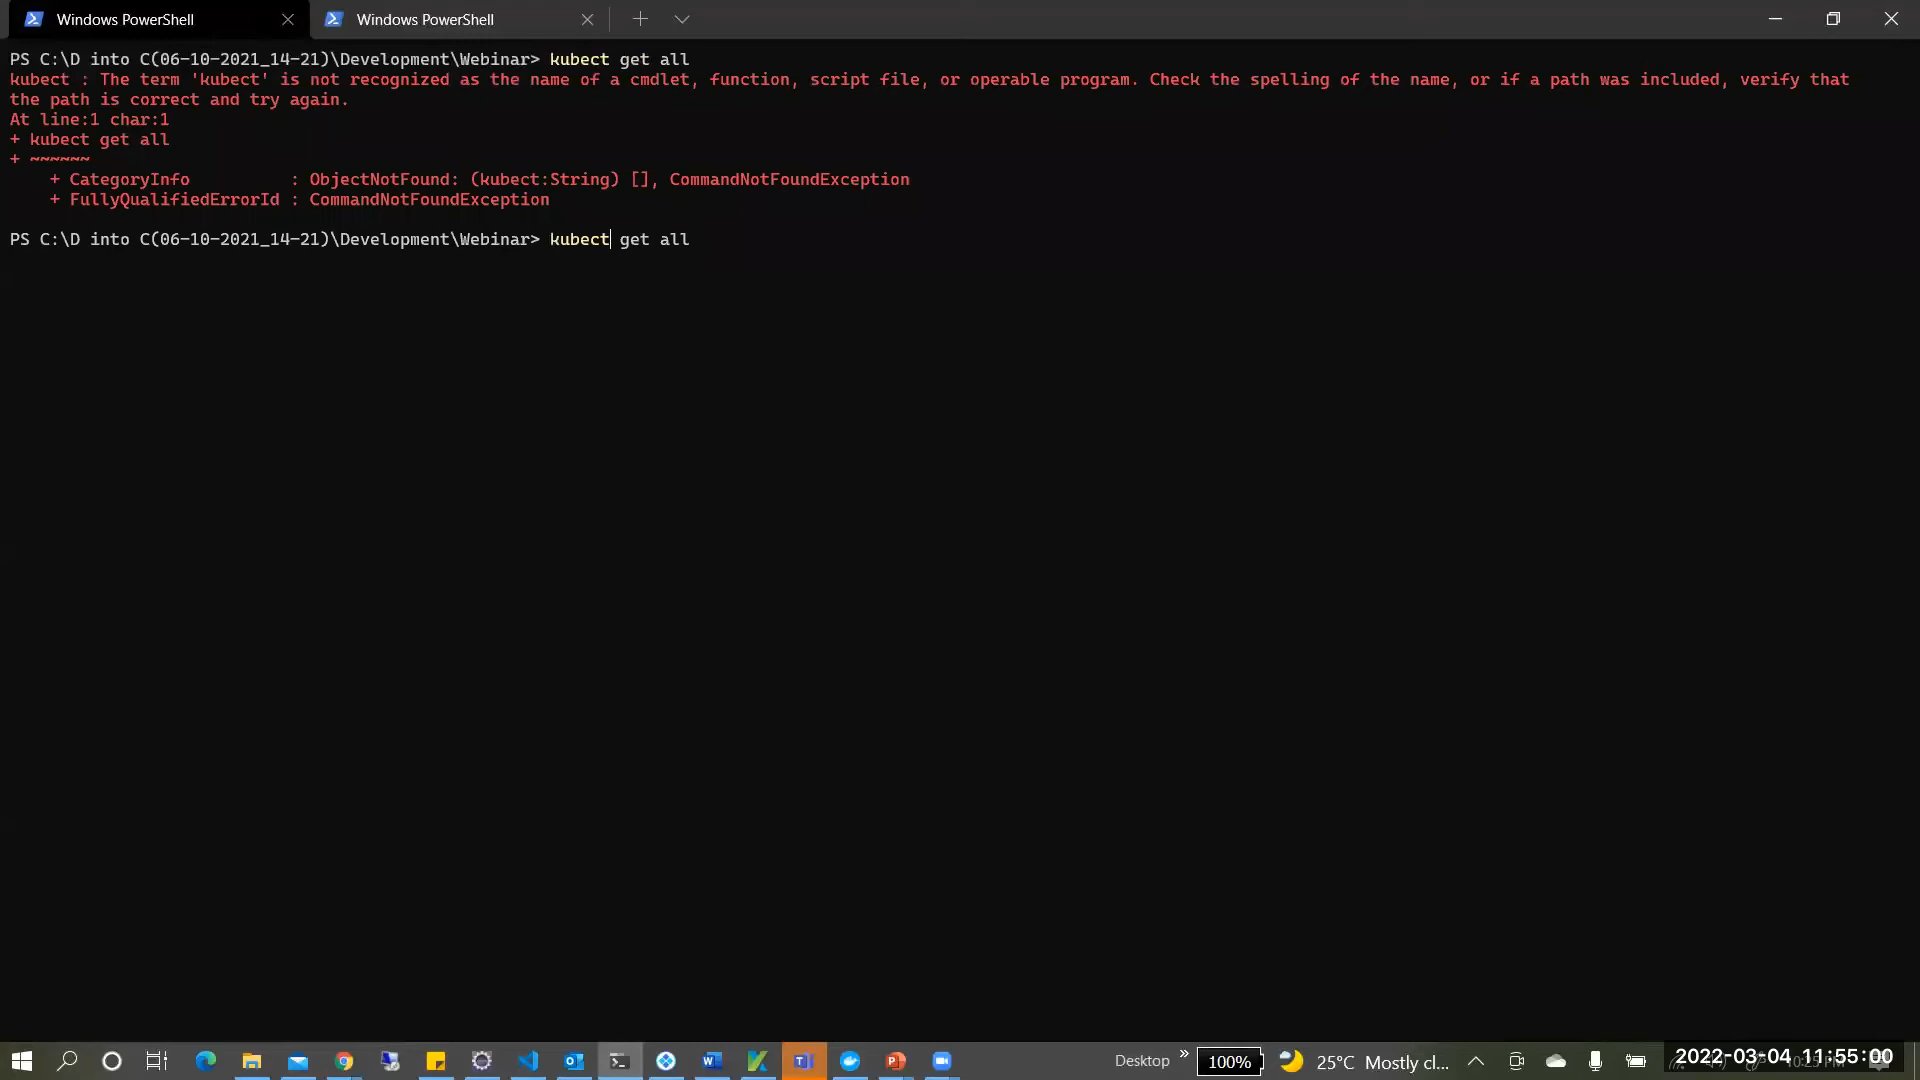 Windows PowerShell
Windows PowerShell
PS C:\D into C(06-10-2021_14-21)\Development\Webinar> kubect get all
kubect : The term 'kubect' is not recognized as the name of a cmdlet, function, script file, or operable program. Check the spelling of the name, or if a path was included, verify that
the path is correct and try again.
At line:1 char:1
+ kubect get all
+ ~~~~~~
    + CategoryInfo          : ObjectNotFound: (kubect:String) [], CommandNotFoundException
    + FullyQualifiedErrorId : CommandNotFoundException
PS C:\D into C(06-10-2021_14-21)\Development\Webinar> kubect get all
Desktop
100%
25°C Mostly cl...
2022-03-04 11:55:00